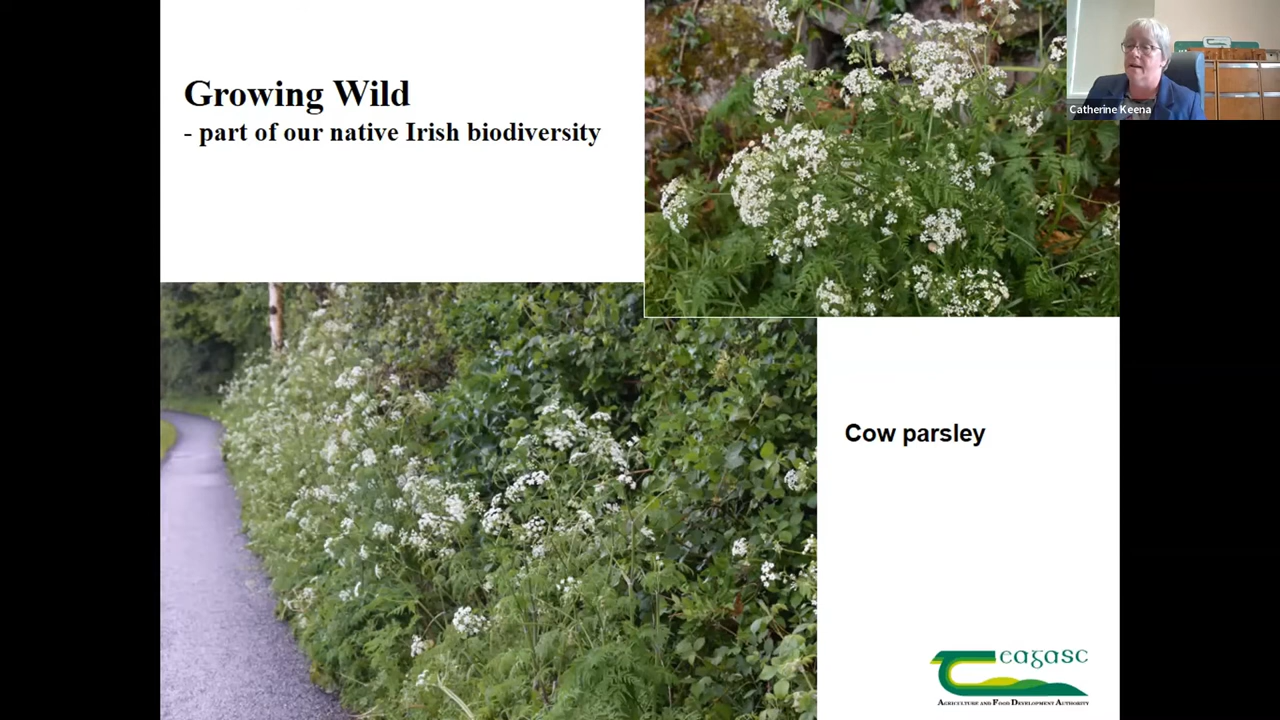 Growing Wild
- part of our native Irish biodiversity
Catherine Keena
Cow parsley
Teagasc
Agriculture and Food Development Authority